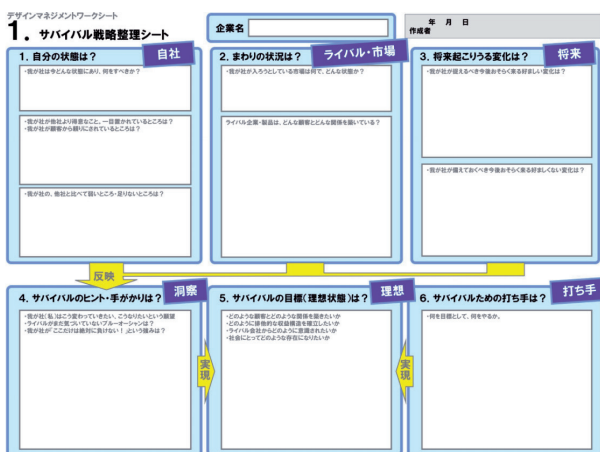 デザインマネジメントワークシート
1. サバイバル戦略整理シート
企業名
年 月 日
作成者
1. 自分の状態は?
自社
・我が社は今どんな状態にあり、何をすべきか?
・我が社が他社より得意なこと、一目置かれているところは?
・我が社が顧客から頼りにされているところは?
・我が社の、他社と比べて弱いところ・足りないところは?
2. まわりの状況は?
ライバル・市場
・我が社が入ろうとしている市場は何で、どんな状態か?
ライバル企業・製品は、どんな顧客とどんな関係を築いている?
3. 将来起こりうる変化は?
将来
・我が社が捉えるべき今後おそらく来る好ましい変化は?
・我が社が備えておくべき今後おそらく来る好ましくない変化は?
反映
4. サバイバルのヒント・手がかりは?
洞察
・我が社(私)はこう変わっていきたい、こうなりたいという願望
・ライバルがまだ気づいていないブルーオーシャンは?
・我が社が「ここだけは絶対に負けない!」という強みは?
実現
5. サバイバルの目標(理想状態)は?
理想
・どのような顧客とどのような関係を築きたいか
・どのように排他的な収益構造を確立したいか
・ライバル会社からどのように意識されたいか
・社会にとってどのような存在になりたいか
実現
6. サバイバルための打ち手は?
打ち手
・何を目標として、何をやるか。